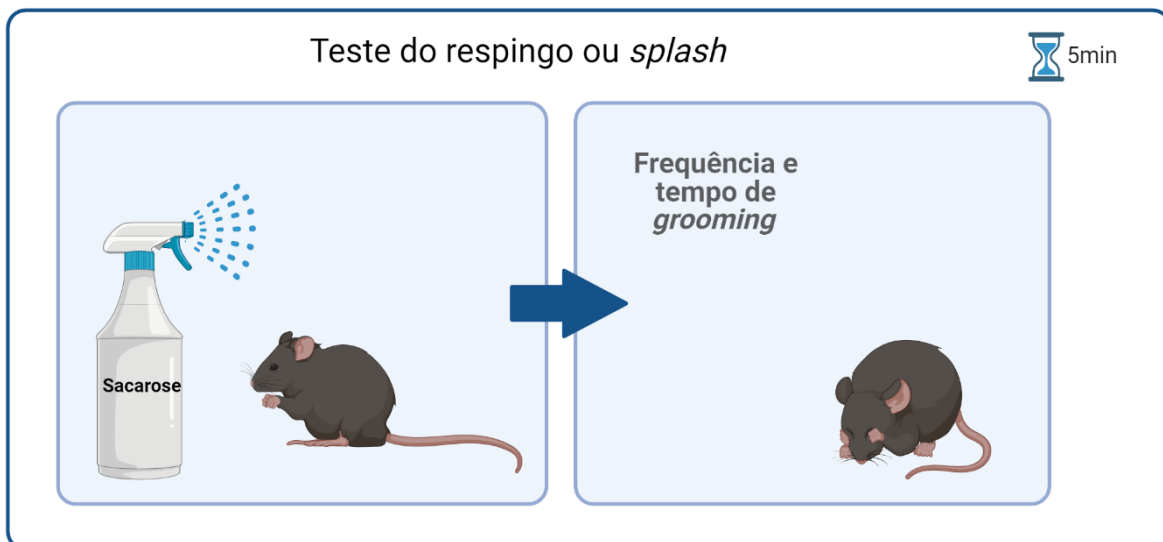 Teste do respingo ou splash
5min
Sacarose
Frequência e
tempo de
grooming